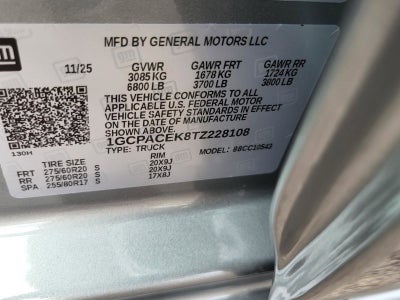 gm
MFD BY GENERAL MOTORS LLC
11/25 GVWR GAWR FRT GAWR RR
3085 KG 1678 KG 1724 KG
6800 LB 3700 LB 3800 LB
THIS VEHICLE CONFORMS TO ALL
APPLICABLE U.S. FEDERAL MOTOR
VEHICLE SAFETY STANDARDS IN EFFECT
ON THE DATE OF MANUFACTURE SHOWN ABOVE.
1GCPACEK8TZ228108
TYPE: TRUCK MODEL: 88CC10543
130H
TIRE SIZE RIM
FRT 275/60R20 S 20X9J
RR 275/60R20 S 20X9J
SPA 255/80R17 S 17X8J